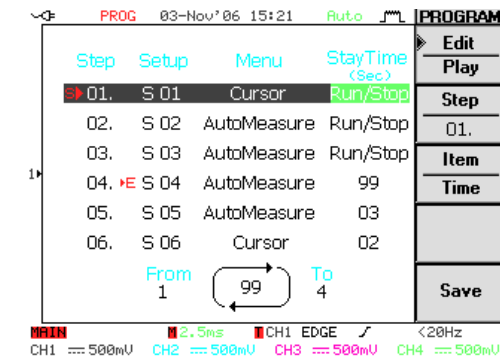 PROG 03-Nov'06 15:21 Auto PROGRAM
Edit
Play
Step Setup Menu StayTime
(Sec)
S 01. S 01 Cursor Run/Stop
Step
01.
02. S 02 AutoMeasure Run/Stop
03. S 03 AutoMeasure Run/Stop
Item
Time
1
04. E S 04 AutoMeasure 99
05. S 05 AutoMeasure 03
06. S 06 Cursor 02
From To
1 99 4
Save
MAIN M 2.5ms T CH1 EDGE <20Hz
CH1 500mV CH2 500mV CH3 500mV CH4 500mV